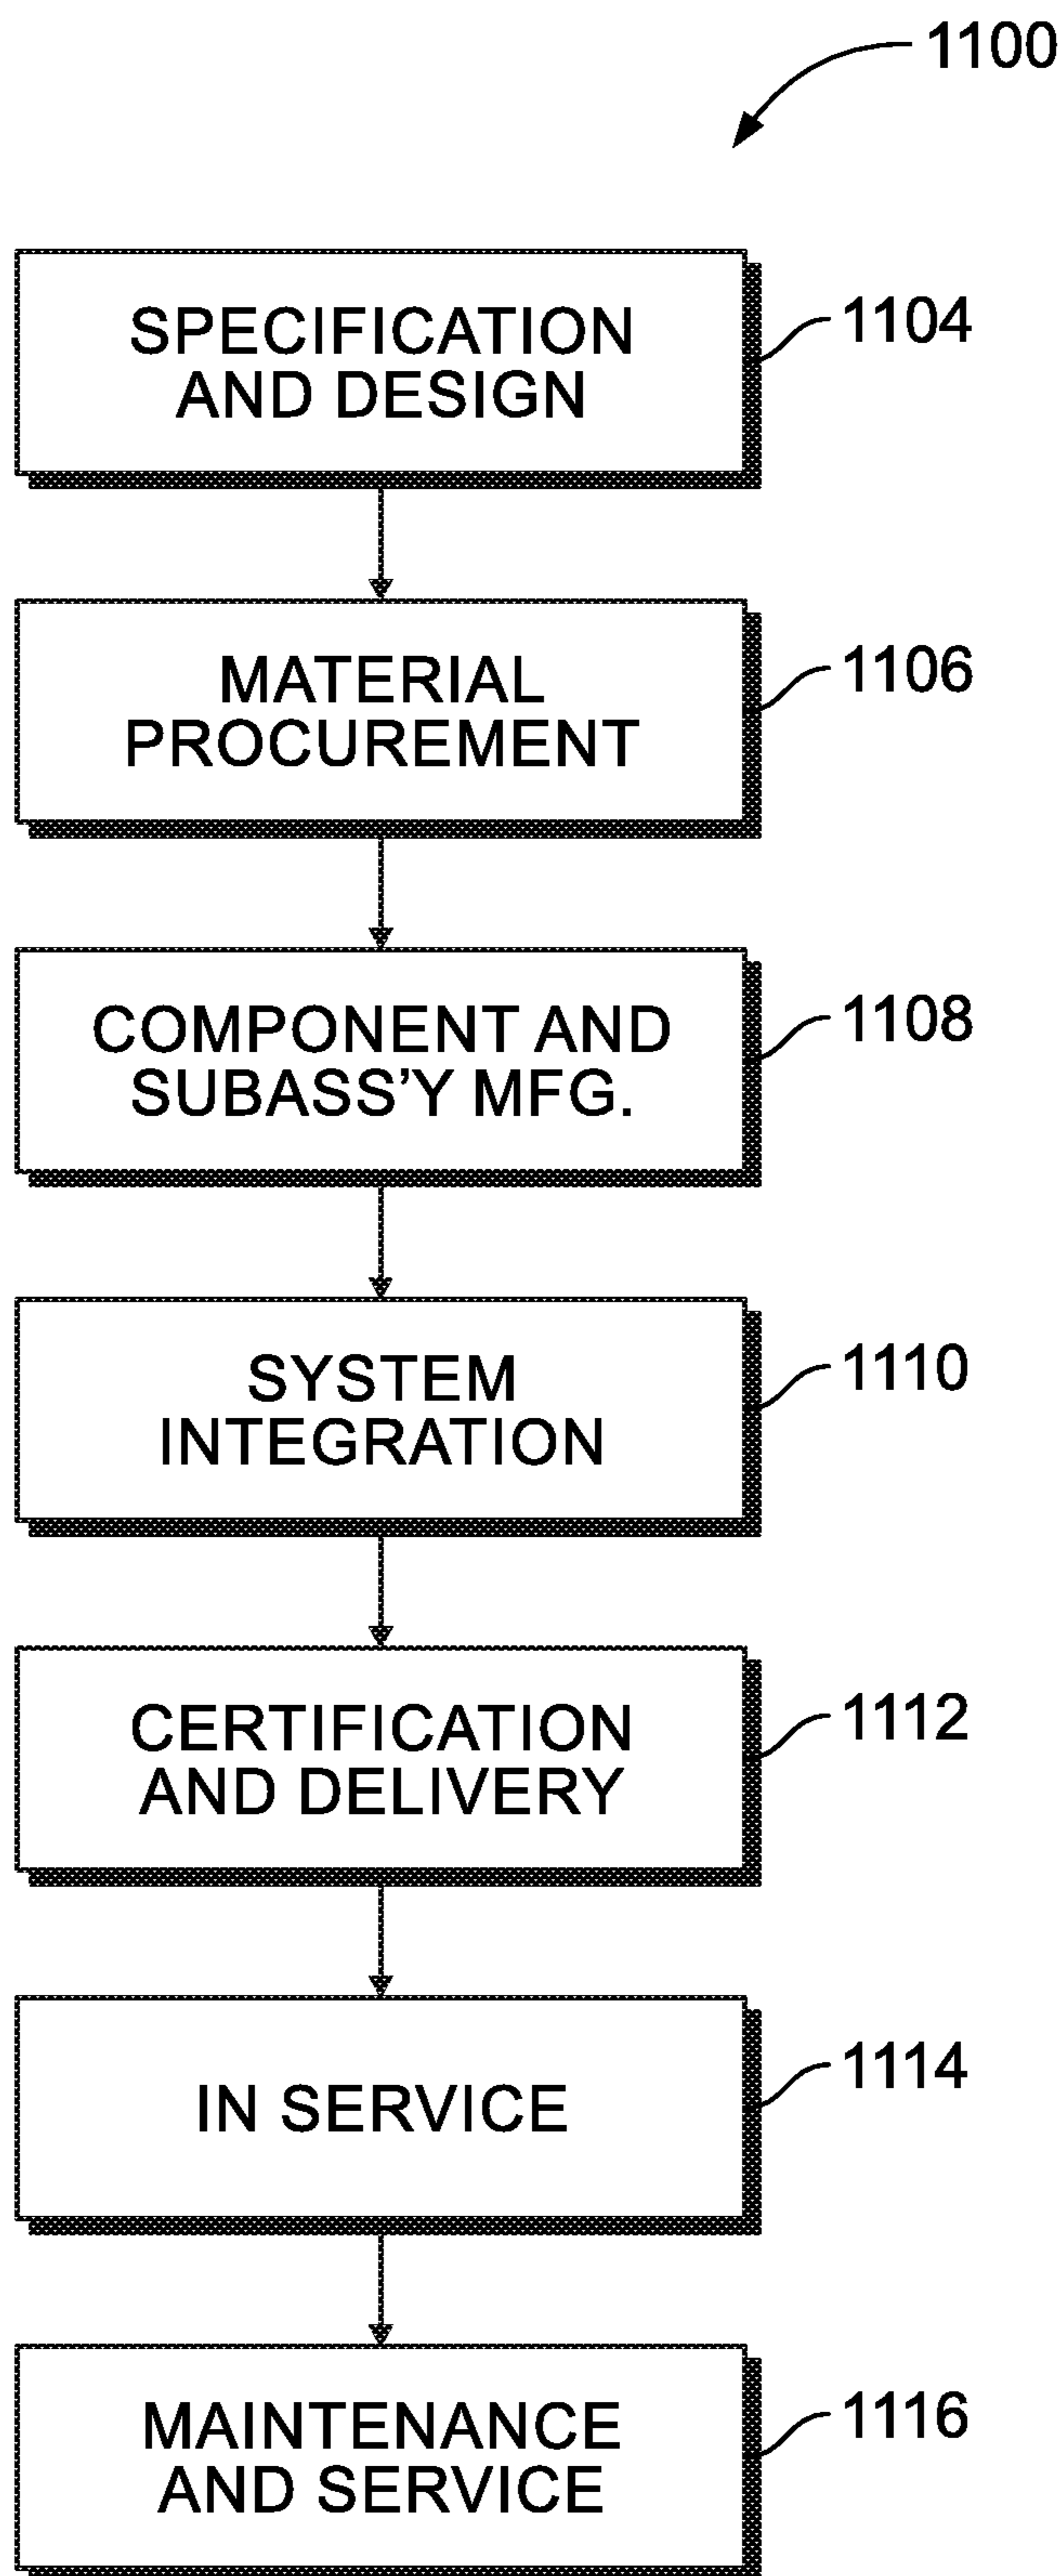 1100
SPECIFICATION
AND DESIGN
1104
MATERIAL
PROCUREMENT
1106
COMPONENT AND
SUBASS’Y MFG.
1108
SYSTEM
INTEGRATION
1110
CERTIFICATION
AND DELIVERY
1112
IN SERVICE
1114
MAINTENANCE
AND SERVICE
1116